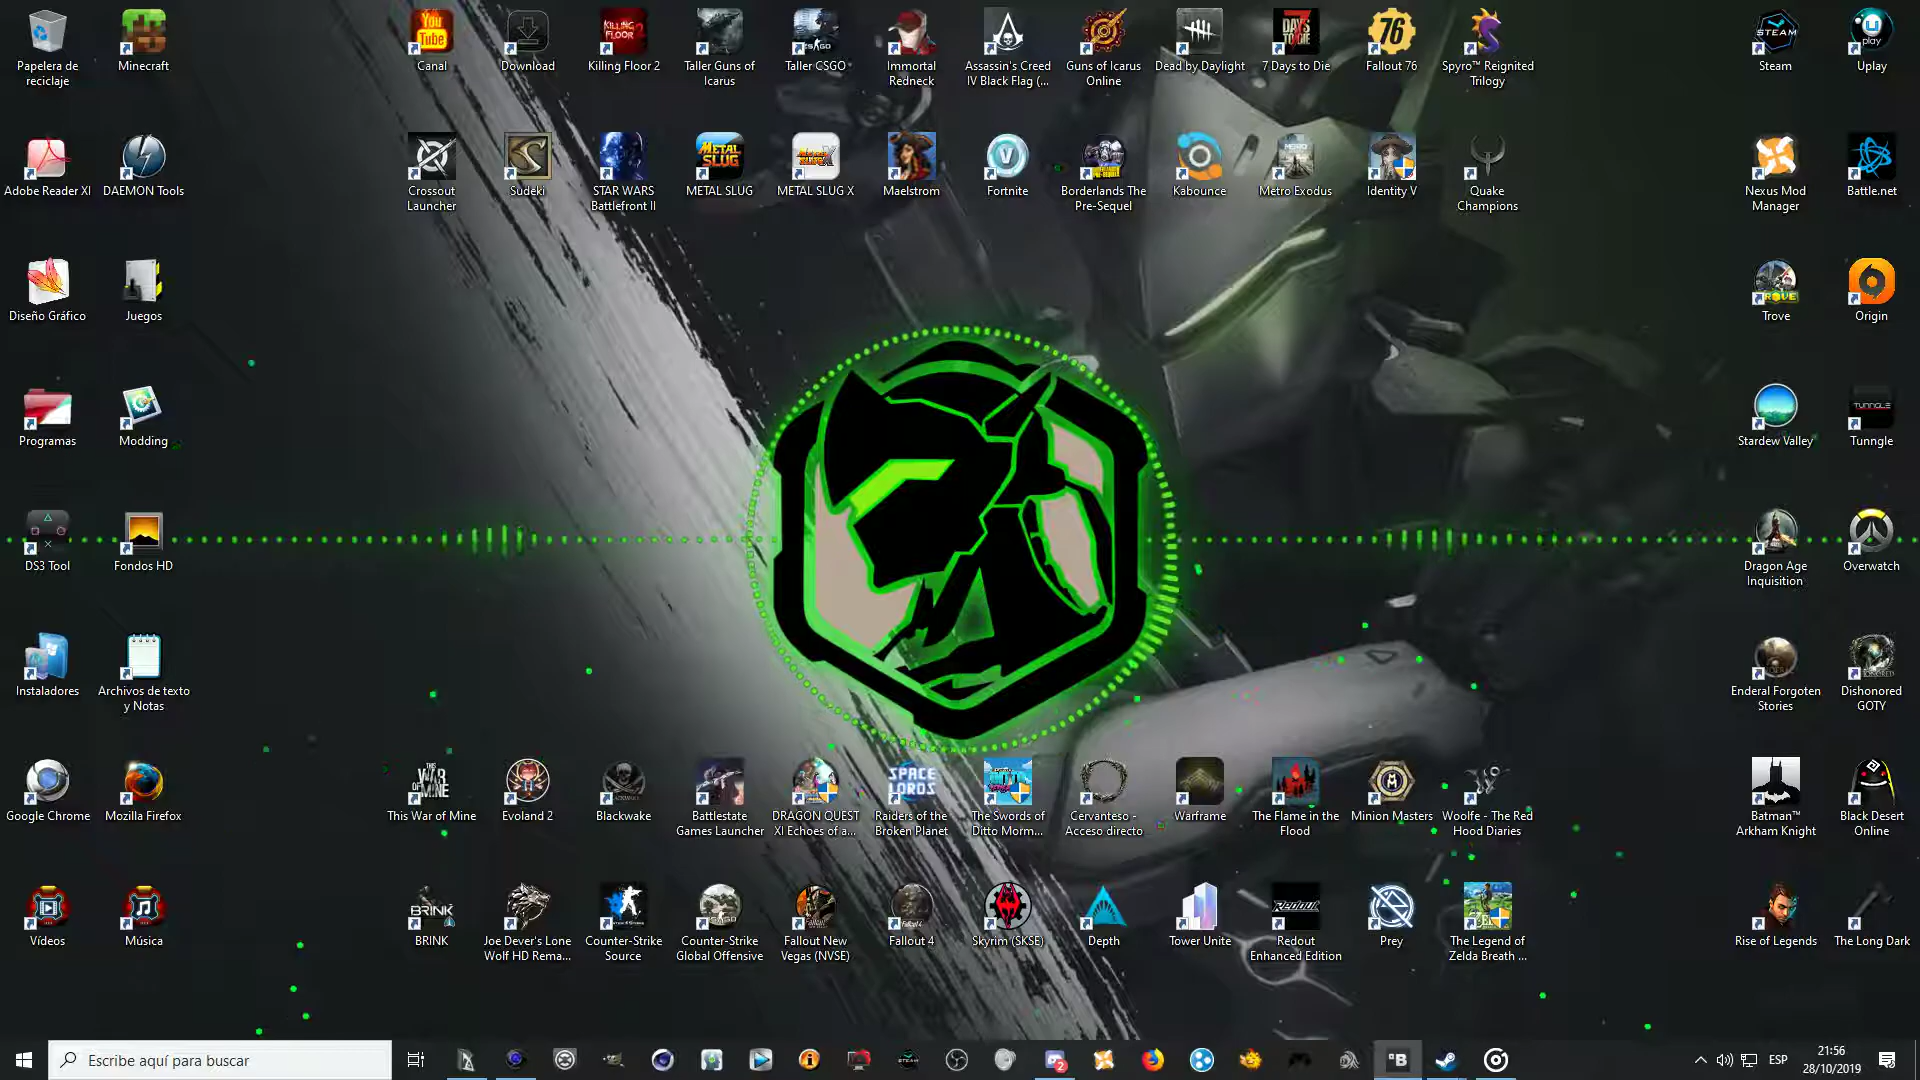 Papelera de
reciclaje
Minecraft
Canal
Download
Killing Floor 2
Taller Guns of
Icarus
Taller CSGO
Immortal
Redneck
Assassin's Creed
IV Black Flag (...
Guns of Icarus
Online
Dead by Daylight
7 Days to Die
Fallout 76
Spyro™ Reignited
Trilogy
Steam
Uplay
Adobe Reader XI
DAEMON Tools
Crossout
Launcher
Sudeki
STAR WARS
Battlefront II
METAL SLUG
METAL SLUG X
Maelstrom
Fortnite
Borderlands The
Pre-Sequel
Kabounce
Metro Exodus
Identity V
Quake
Champions
Nexus Mod
Manager
Battle.net
Diseño Gráfico
Juegos
Trove
Origin
Programas
Modding
Stardew Valley
Tunngle
DS3 Tool
Fondos HD
Dragon Age
Inquisition
Overwatch
Instaladores
Archivos de texto
y Notas
Enderal Forgoten
Stories
Dishonored
GOTY
Google Chrome
Mozilla Firefox
This War of Mine
Evoland 2
Blackwake
Battlestate
Games Launcher
DRAGON QUEST
XI Echoes of a...
Raiders of the
Broken Planet
The Swords of
Ditto Morm...
Cervanteso -
Acceso directo
Warframe
The Flame in the
Flood
Minion Masters
Woolfe - The Red
Hood Diaries
Batman™
Arkham Knight
Black Desert
Online
Vídeos
Música
BRINK
Joe Dever's Lone
Wolf HD Rema...
Counter-Strike
Source
Counter-Strike
Global Offensive
Fallout New
Vegas (NVSE)
Fallout 4
Skyrim (SKSE)
Depth
Tower Unite
Redout
Enhanced Edition
Prey
The Legend of
Zelda Breath ...
Rise of Legends
The Long Dark
Escribe aquí para buscar
ESP
21:56
28/10/2019